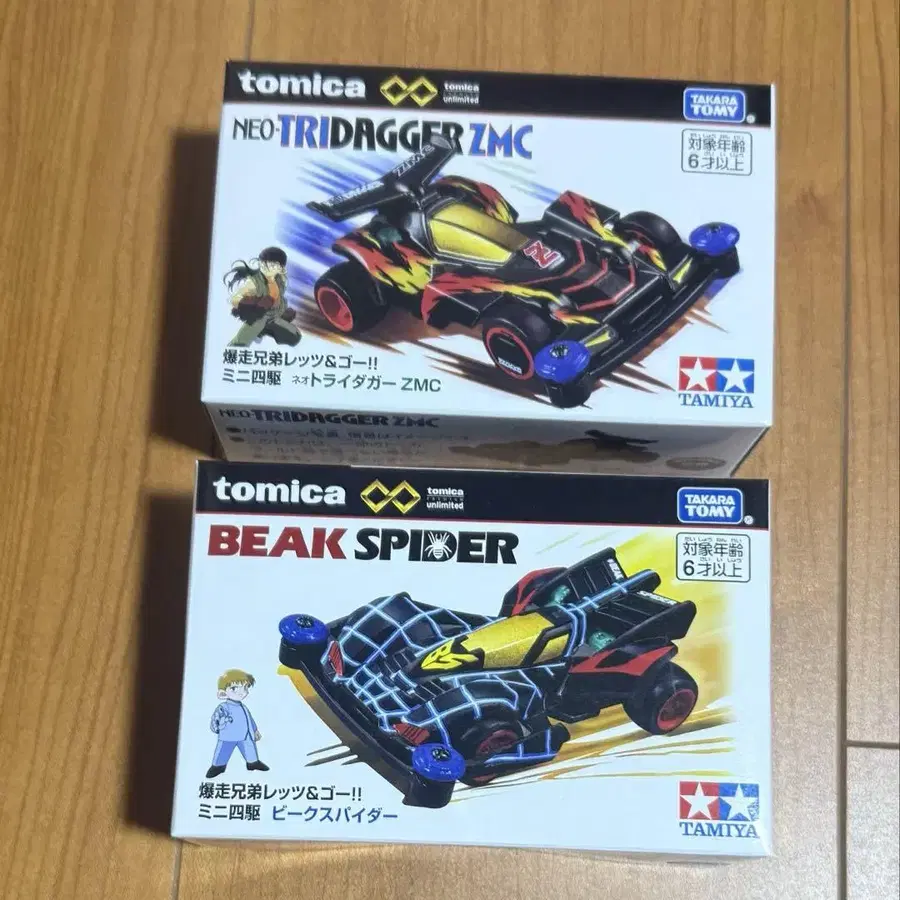 tomica tomica PREMIUM unlimited
TAKARA TOMY
NEO-TRIDAGGER ZMC
対象年齢
6才以上
爆走兄弟レッツ&ゴー!!
ミニ四駆 ネオトライダガー ZMC
TAMIYA
NEO-TRIDAGGER ZMC
tomica tomica PREMIUM unlimited
TAKARA TOMY
BEAK SPIDER
対象年齢
6才以上
爆走兄弟レッツ&ゴー!!
ミニ四駆 ビークスパイダー
TAMIYA